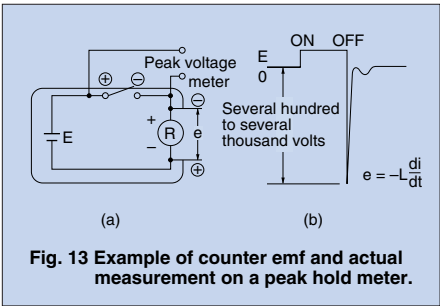 Peak voltage
meter
⊕
⊖
⊖
+
E
R
e
−
⊕
(a)
ON
OFF
E
0
Several hundred
to several
thousand volts
e = −L di/dt
(b)
Fig. 13 Example of counter emf and actual
measurement on a peak hold meter.